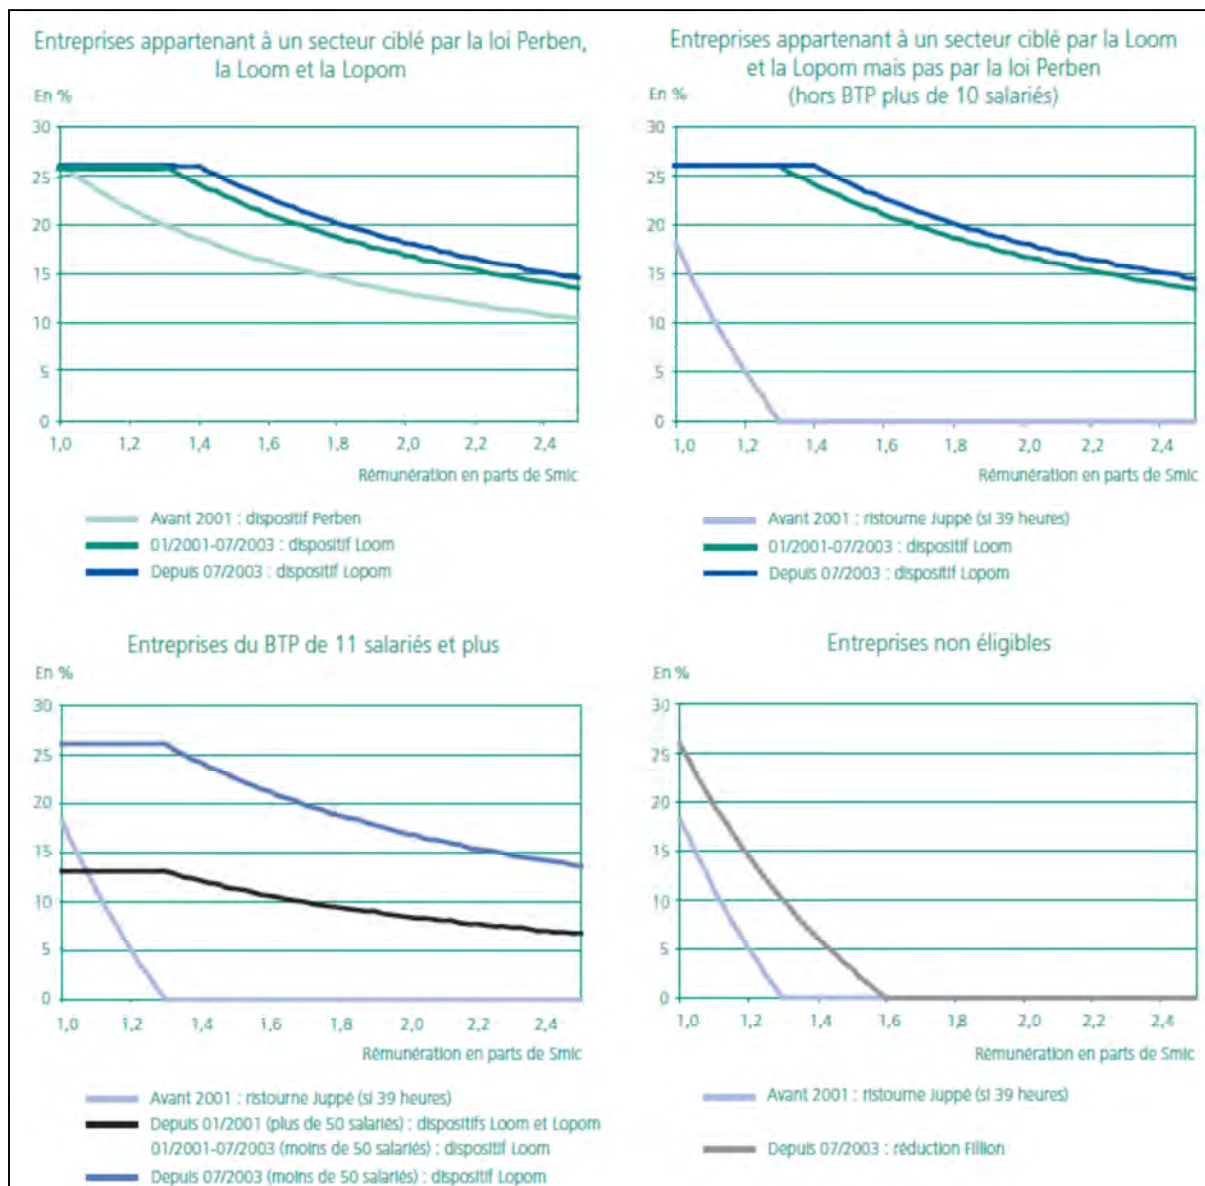 Entreprises appartenant à un secteur ciblé par la loi Perben,
la Loom et la Lopom
En %
30
25
20
15
10
5
0
1,0 1,2 1,4 1,6 1,8 2,0 2,2 2,4
Rémunération en parts de Smic
Avant 2001 : dispositif Perben
01/2001-07/2003 : dispositif Loom
Depuis 07/2003 : dispositif Lopom
Entreprises appartenant à un secteur ciblé par la Loom
et la Lopom mais pas par la loi Perben
(hors BTP plus de 10 salariés)
En %
30
25
20
15
10
5
0
1,0 1,2 1,4 1,6 1,8 2,0 2,2 2,4
Rémunération en parts de Smic
Avant 2001 : ristourne Juppé (si 39 heures)
01/2001-07/2003 : dispositif Loom
Depuis 07/2003 : dispositif Lopom
Entreprises du BTP de 11 salariés et plus
En %
30
25
20
15
10
5
0
1,0 1,2 1,4 1,6 1,8 2,0 2,2 2,4
Rémunération en parts de Smic
Avant 2001 : ristourne Juppé (si 39 heures)
Depuis 01/2001 (plus de 50 salariés) : dispositifs Loom et Lopom
01/2001-07/2003 (moins de 50 salariés) : dispositif Loom
Depuis 07/2003 (moins de 50 salariés) : dispositif Lopom
Entreprises non éligibles
En %
30
25
20
15
10
5
0
1,0 1,2 1,4 1,6 1,8 2,0 2,2 2,4
Rémunération en parts de Smic
Avant 2001 : ristourne Juppé (si 39 heures)
Depuis 07/2003 : réduction Fillion